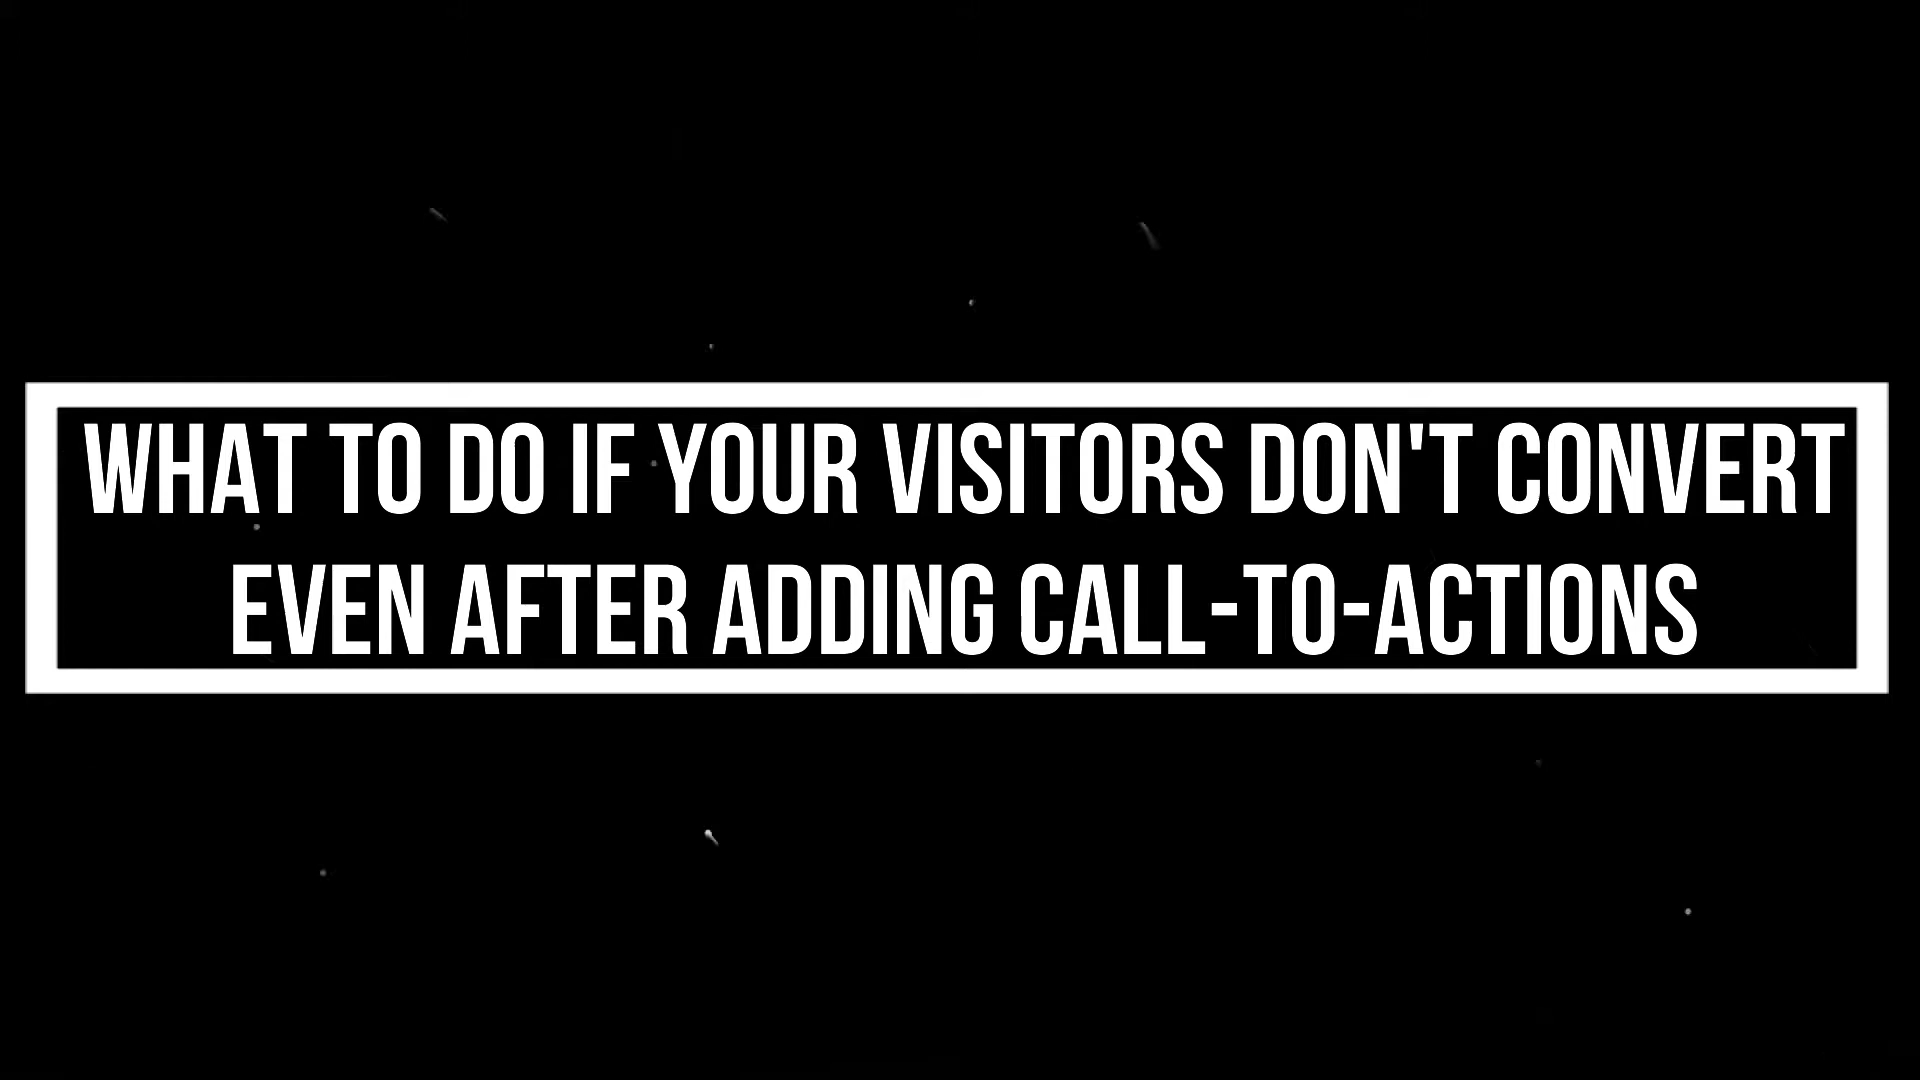 WHAT TO DO IF YOUR VISITORS DON'T CONVERT
EVEN AFTER ADDING CALL-TO-ACTIONS